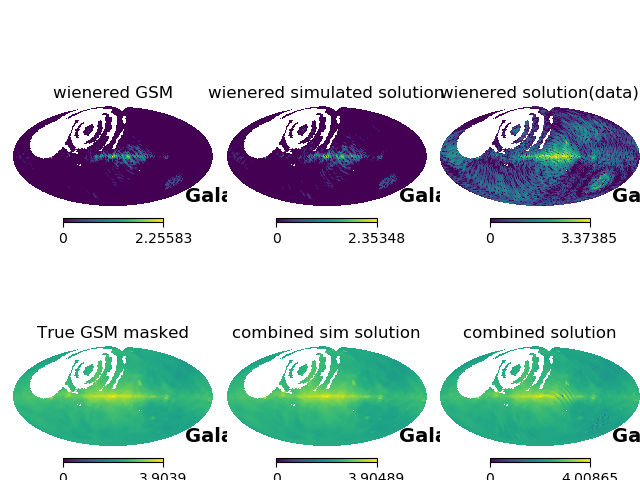 wienered GSM
wienered simulated solution
wienered solution(data)
Gala
Gala
Ga
0 2.25583
0 2.35348
0 3.37385
True GSM masked
combined sim solution
combined solution
Gala
Gala
Ga
0 3.9039
0 3.90489
0 4.00865